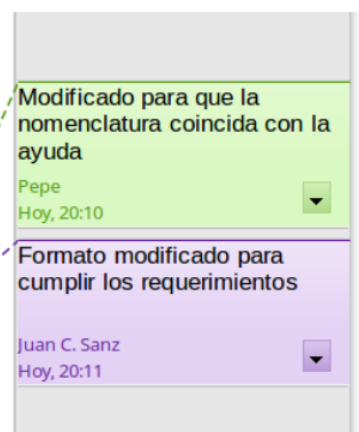 Modificado para que la
nomenclatura coincida con la
ayuda
Pepe
Hoy, 20:10
Formato modificado para
cumplir los requerimientos
Juan C. Sanz
Hoy, 20:11